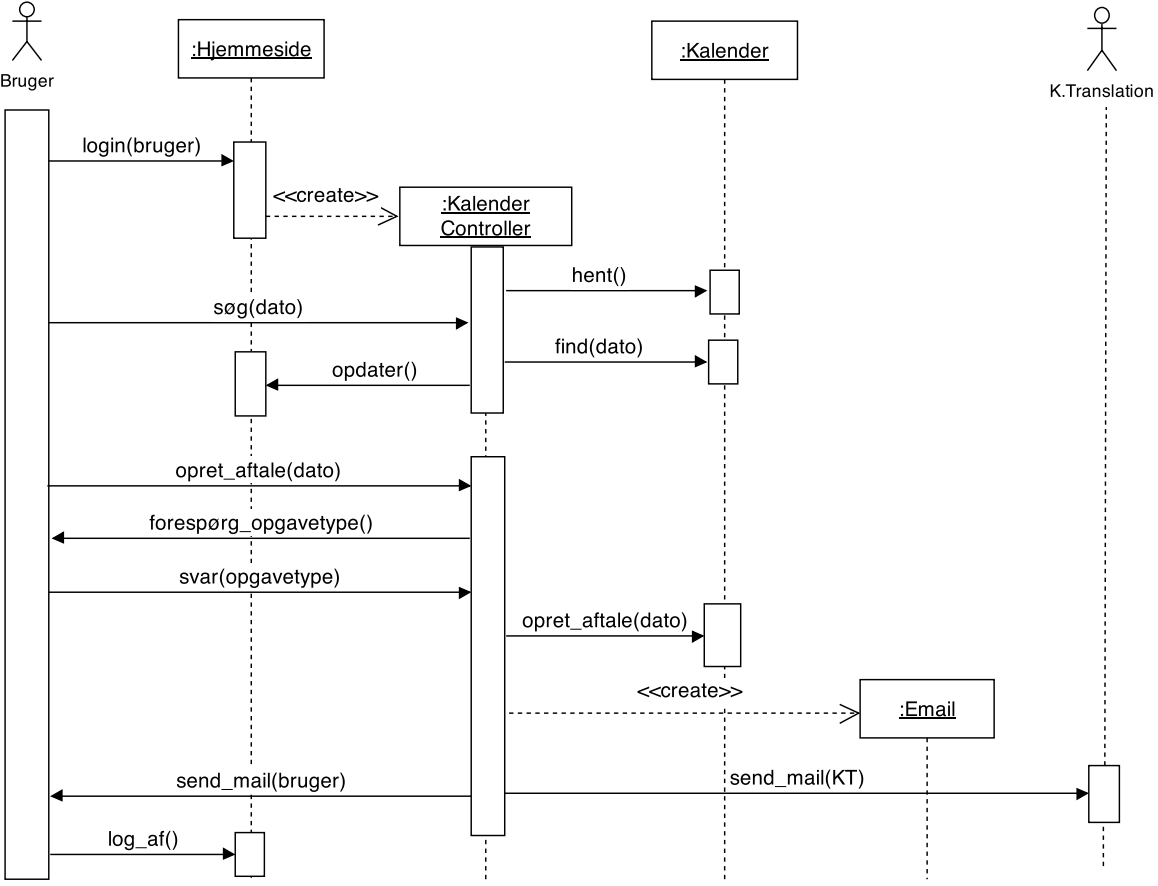 :Hjemmeside
:Kalender
Bruger
K.Translation
login(bruger)
<<create>>
:Kalender
Controller
hent()
søg(dato)
find(dato)
opdater()
opret_aftale(dato)
forespørg_opgavetype()
svar(opgavetype)
opret_aftale(dato)
<<create>>
:Email
send_mail(bruger)
send_mail(KT)
log_af()